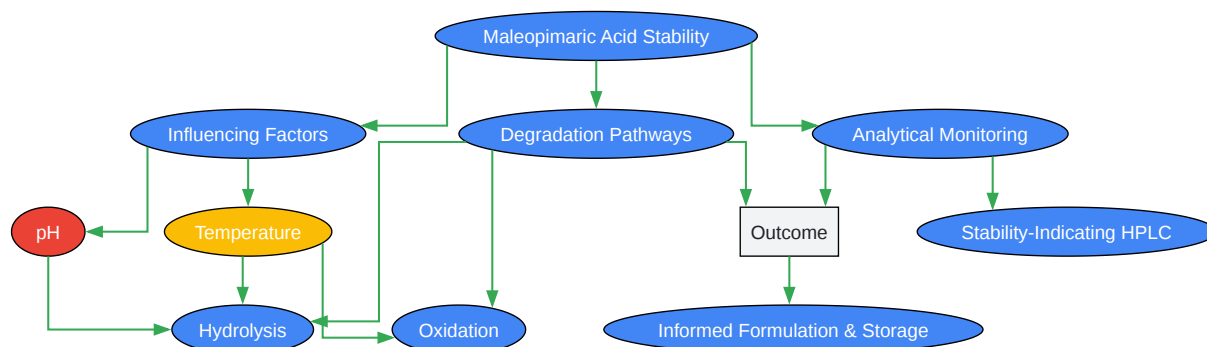 Maleopimaric Acid Stability
Influencing Factors
Degradation Pathways
Analytical Monitoring
pH
Temperature
Outcome
Stability-Indicating HPLC
Hydrolysis
Oxidation
Informed Formulation & Storage